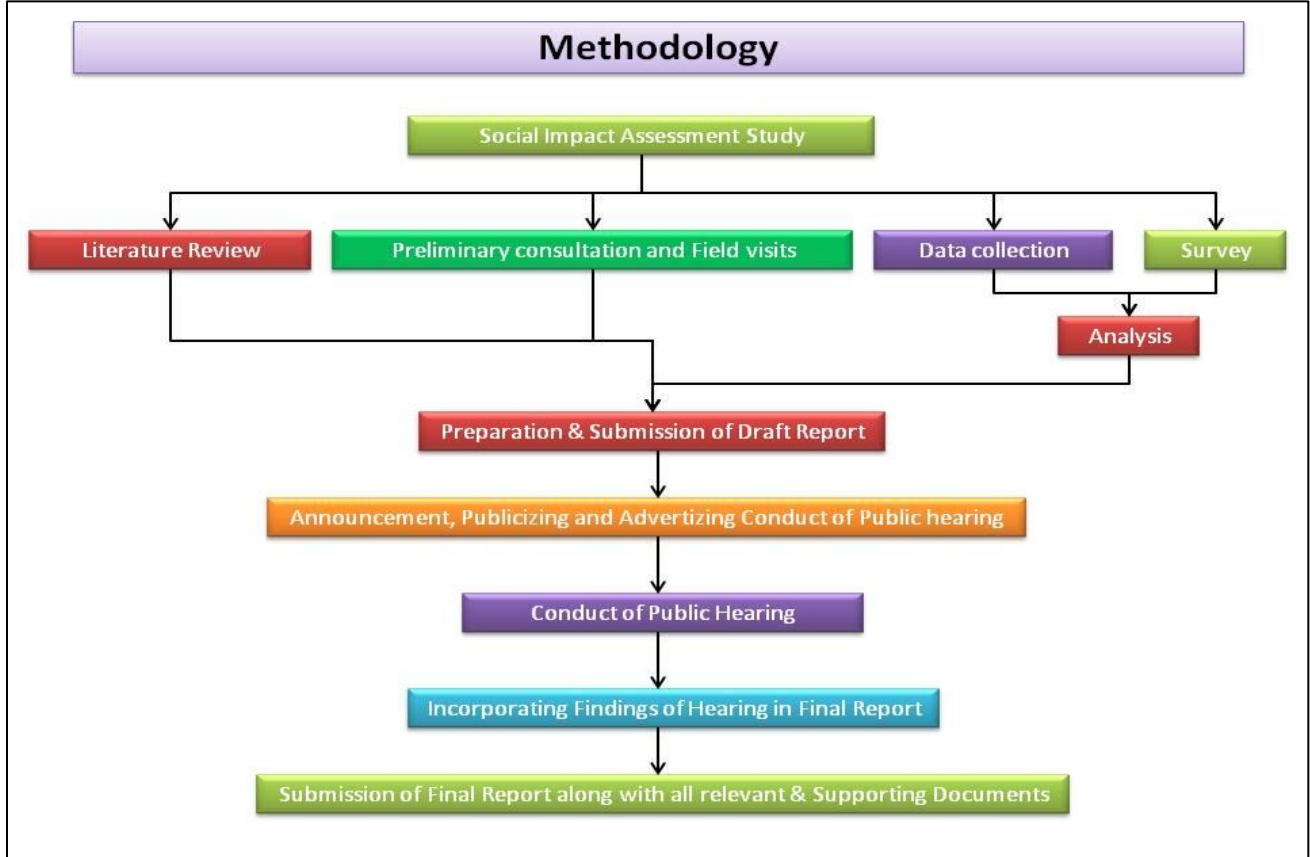 Methodology
Social Impact Assessment Study
Literature Review
Preliminary consultation and Field visits
Data collection
Survey
Analysis
Preparation & Submission of Draft Report
Announcement, Publicizing and Advertizing Conduct of Public hearing
Conduct of Public Hearing
Incorporating Findings of Hearing in Final Report
Submission of Final Report along with all relevant & Supporting Documents